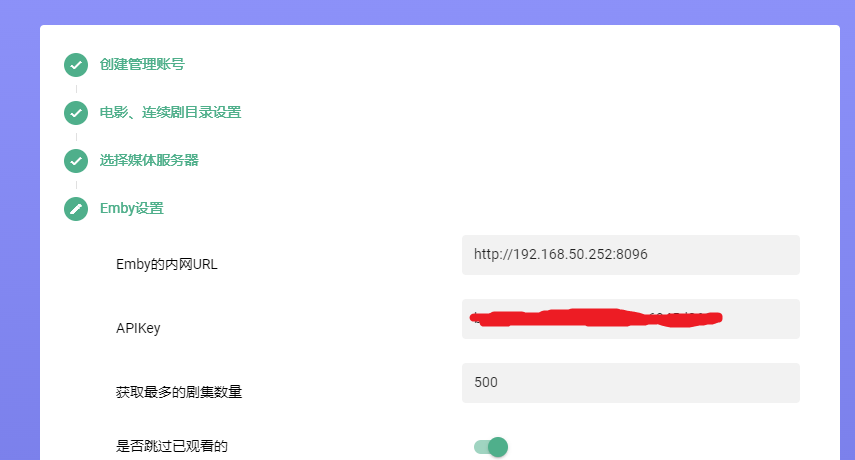 创建管理账号
电影、连续剧目录设置
选择媒体服务器
Emby设置
Emby的内网URL
http://192.168.50.252:8096
APIKey
获取最多的剧集数量
500
是否跳过已观看的